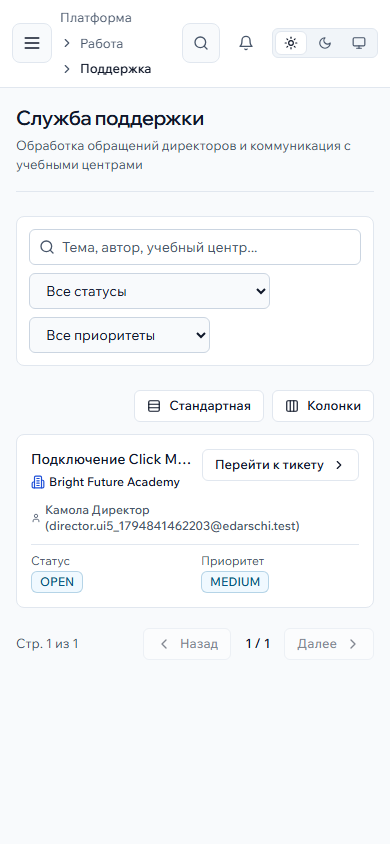 Платформа
Работа
Поддержка
Служба поддержки
Обработка обращений директоров и коммуникация с
учебными центрами
Тема, автор, учебный центр...
Все статусы
Все приоритеты
Стандартная
Колонки
Подключение Click M...
Перейти к тикету
Bright Future Academy
Камола Директор
(director.ui5_1794841462203@edarschi.test)
Статус
Приоритет
OPEN
MEDIUM
Стр. 1 из 1
Назад
1 / 1
Далее